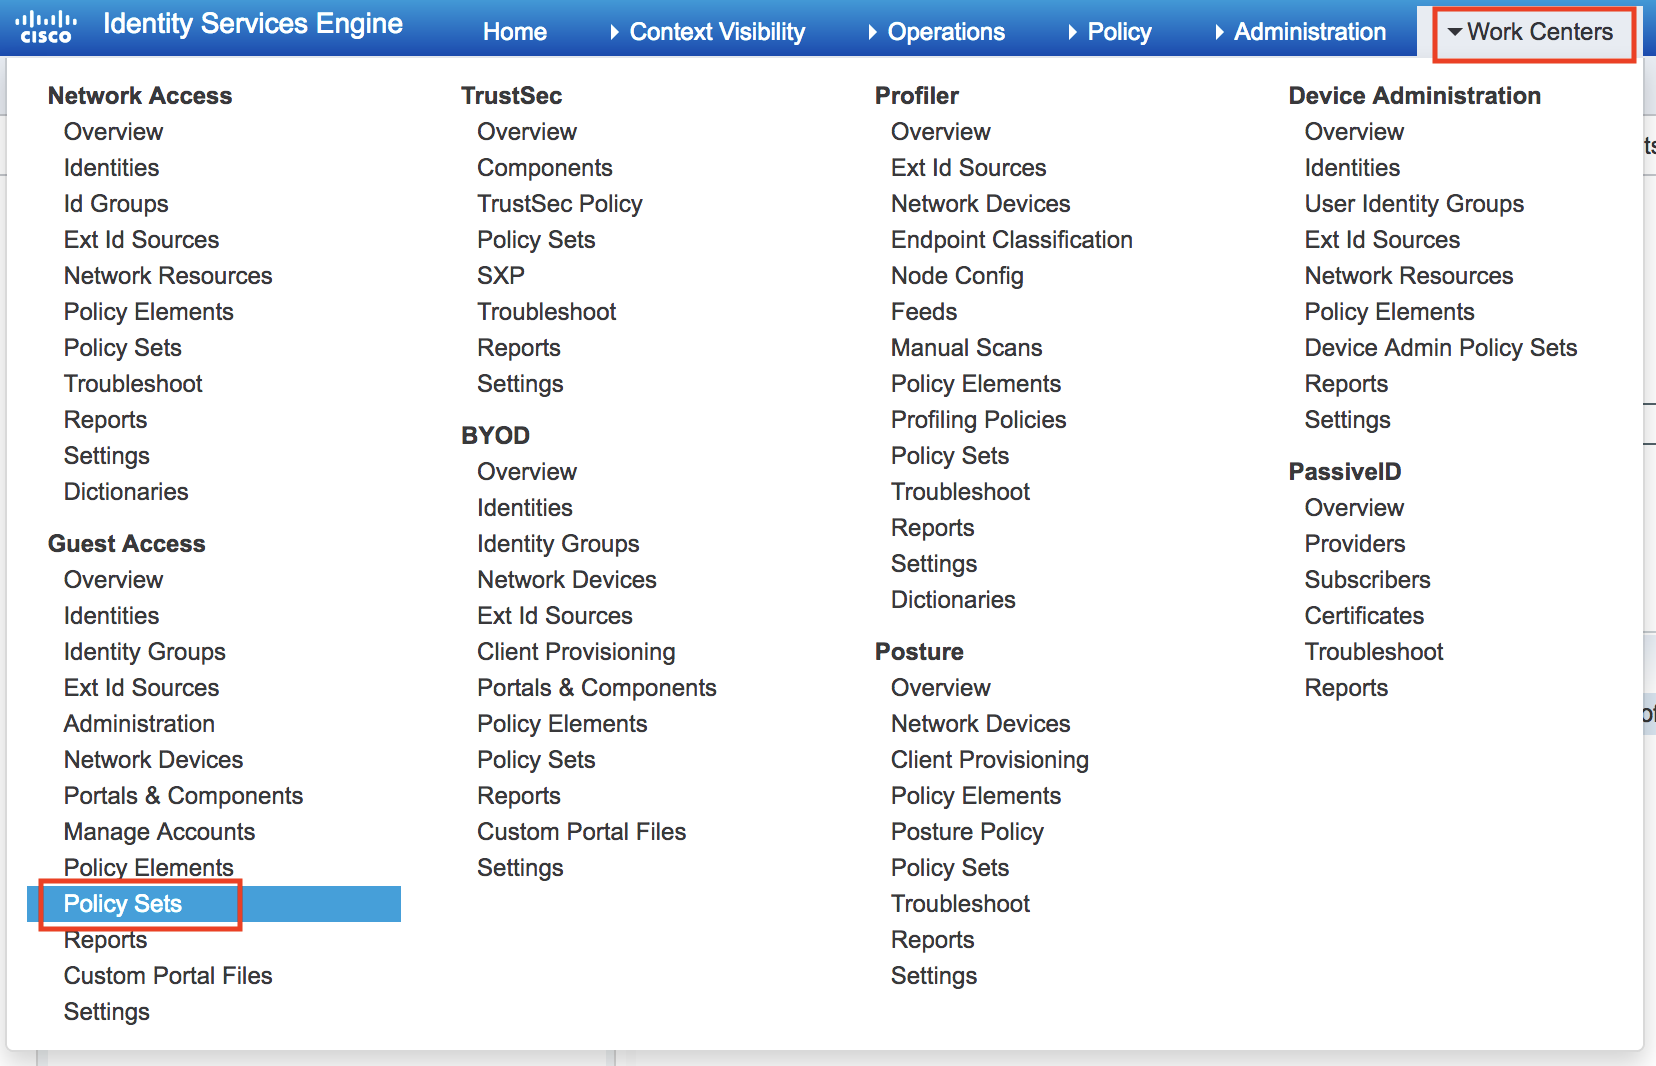 cisco
Identity Services Engine
Home
Context Visibility
Operations
Policy
Administration
Work Centers
Network Access
Overview
Identities
Id Groups
Ext Id Sources
Network Resources
Policy Elements
Policy Sets
Troubleshoot
Reports
Settings
Dictionaries
Guest Access
Overview
Identities
Identity Groups
Ext Id Sources
Administration
Network Devices
Portals & Components
Manage Accounts
Policy Elements
Policy Sets
Reports
Custom Portal Files
Settings
TrustSec
Overview
Components
TrustSec Policy
Policy Sets
SXP
Troubleshoot
Reports
Settings
BYOD
Overview
Identities
Identity Groups
Network Devices
Ext Id Sources
Client Provisioning
Portals & Components
Policy Elements
Policy Sets
Reports
Custom Portal Files
Settings
Profiler
Overview
Ext Id Sources
Network Devices
Endpoint Classification
Node Config
Feeds
Manual Scans
Policy Elements
Profiling Policies
Policy Sets
Troubleshoot
Reports
Settings
Dictionaries
Posture
Overview
Network Devices
Client Provisioning
Policy Elements
Posture Policy
Policy Sets
Troubleshoot
Reports
Settings
Device Administration
Overview
Identities
User Identity Groups
Ext Id Sources
Network Resources
Policy Elements
Device Admin Policy Sets
Reports
Settings
PassiveID
Overview
Providers
Subscribers
Certificates
Troubleshoot
Reports